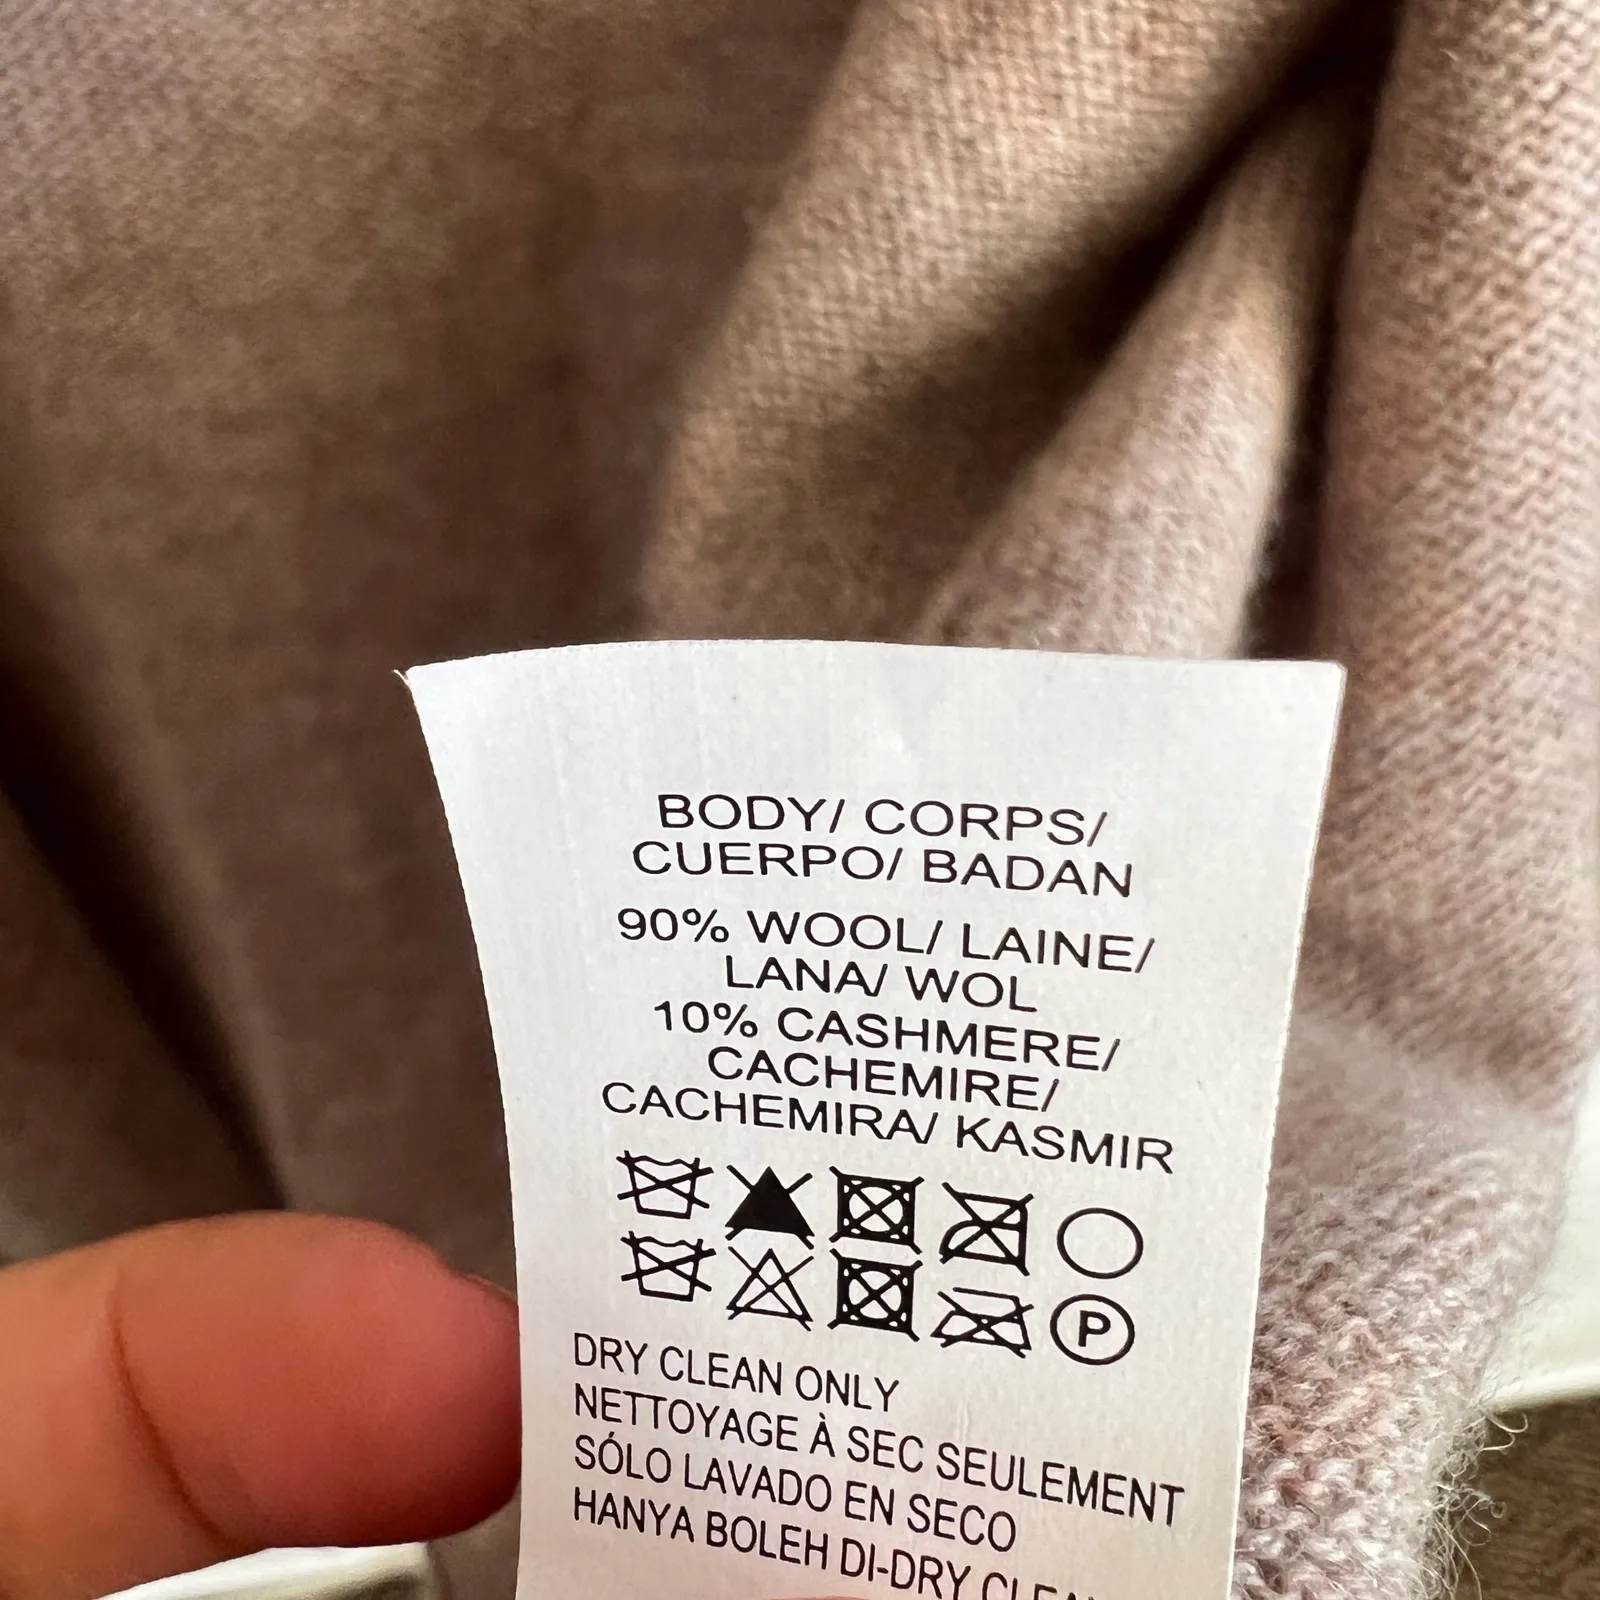 BODY/ CORPS/
CUERPO/ BADAN
90% WOOL/ LAINE/
LANA/ WOL
10% CASHMERE/
CACHEMIRE/
CACHEMIRA/ KASMIR
P
DRY CLEAN ONLY
NETTOYAGE À SEC SEULEMENT
SÓLO LAVADO EN SECO
HANYA BOLEH DI-DRY